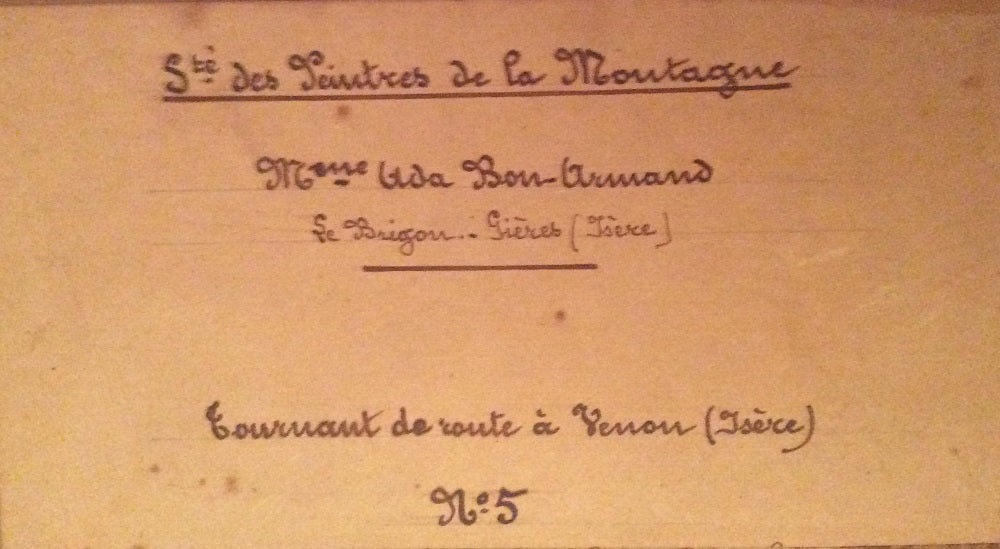 Sté des Peintres de la Montagne
Mme Ada Bon-Armand
Le Brigon.. Gières (Isère)
Tournant de route à Venon (Isère)
No 5